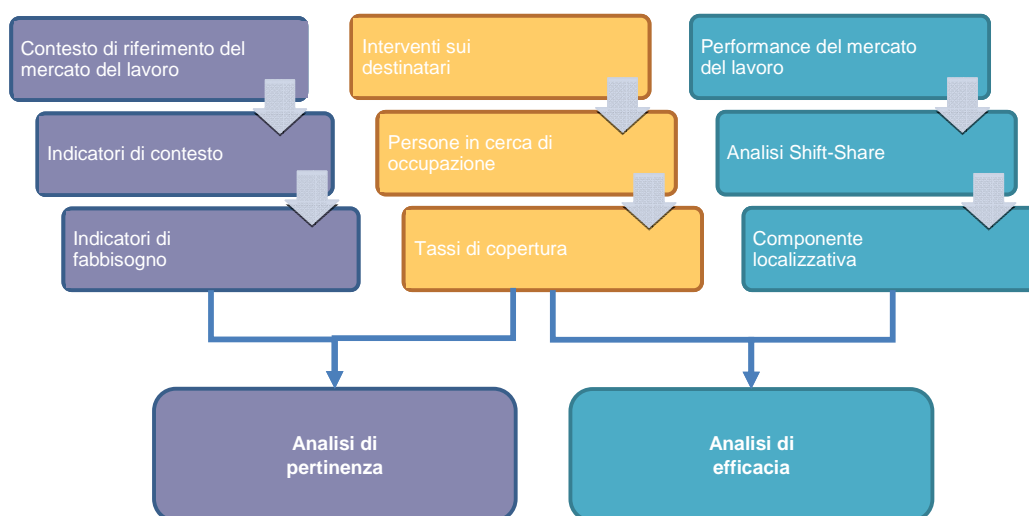 Contesto di riferimento del
mercato del lavoro
Indicatori di contesto
Indicatori di
fabbisogno
Interventi sui
destinatari
Persone in cerca di
occupazione
Tassi di copertura
Performance del mercato
del lavoro
Analisi Shift-Share
Componente
localizzativa
Analisi di
pertinenza
Analisi di
efficacia